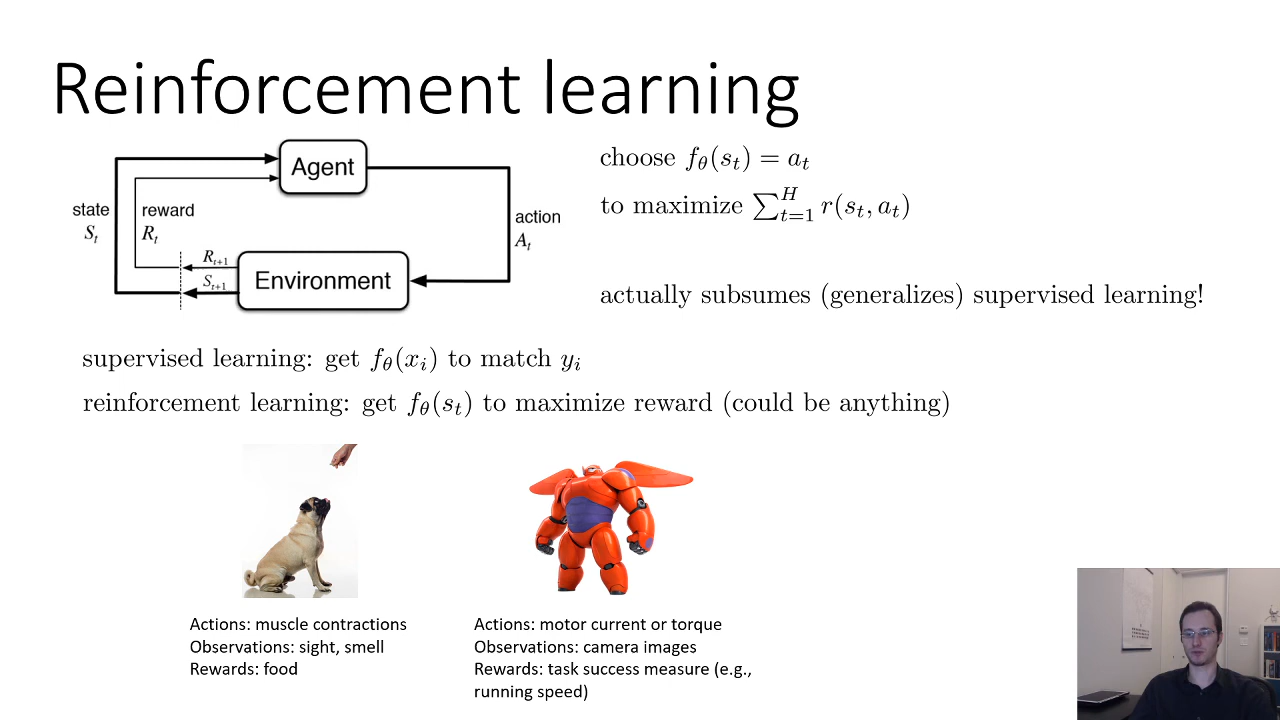 Reinforcement learning
Agent
state
S_t
reward
R_t
action
A_t
R_{t+1}
S_{t+1}
Environment
choose f_θ(s_t) = a_t
to maximize ∑_{t=1}^{H} r(s_t, a_t)
actually subsumes (generalizes) supervised learning!
supervised learning: get f_θ(x_i) to match y_i
reinforcement learning: get f_θ(s_t) to maximize reward (could be anything)
Actions: muscle contractions
Observations: sight, smell
Rewards: food
Actions: motor current or torque
Observations: camera images
Rewards: task success measure (e.g.,
running speed)